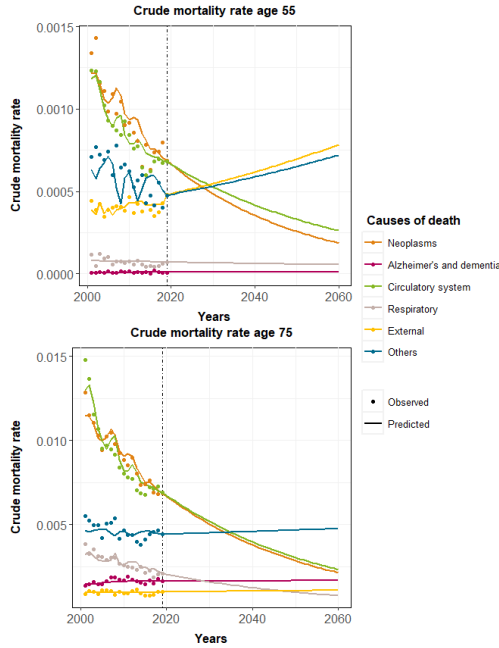 Crude mortality rate age 55
Crude mortality rate
0.0015
0.0010
0.0005
0.0000
2000
2020
2040
2060
Years
Crude mortality rate age 75
Crude mortality rate
0.015
0.010
0.005
2000
2020
2040
2060
Years
Causes of death
Neoplasms
Alzheimer's and dementia
Circulatory system
Respiratory
External
Others
Observed
Predicted